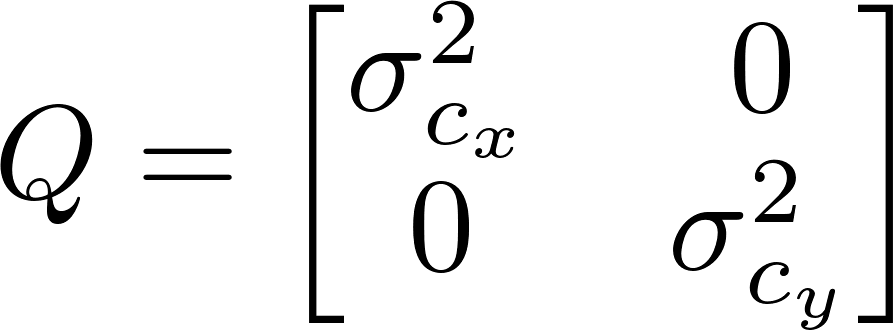 Q = \begin{bmatrix} \sigma_{c_x}^2 & 0 \\ 0 & \sigma_{c_y}^2 \end{bmatrix}